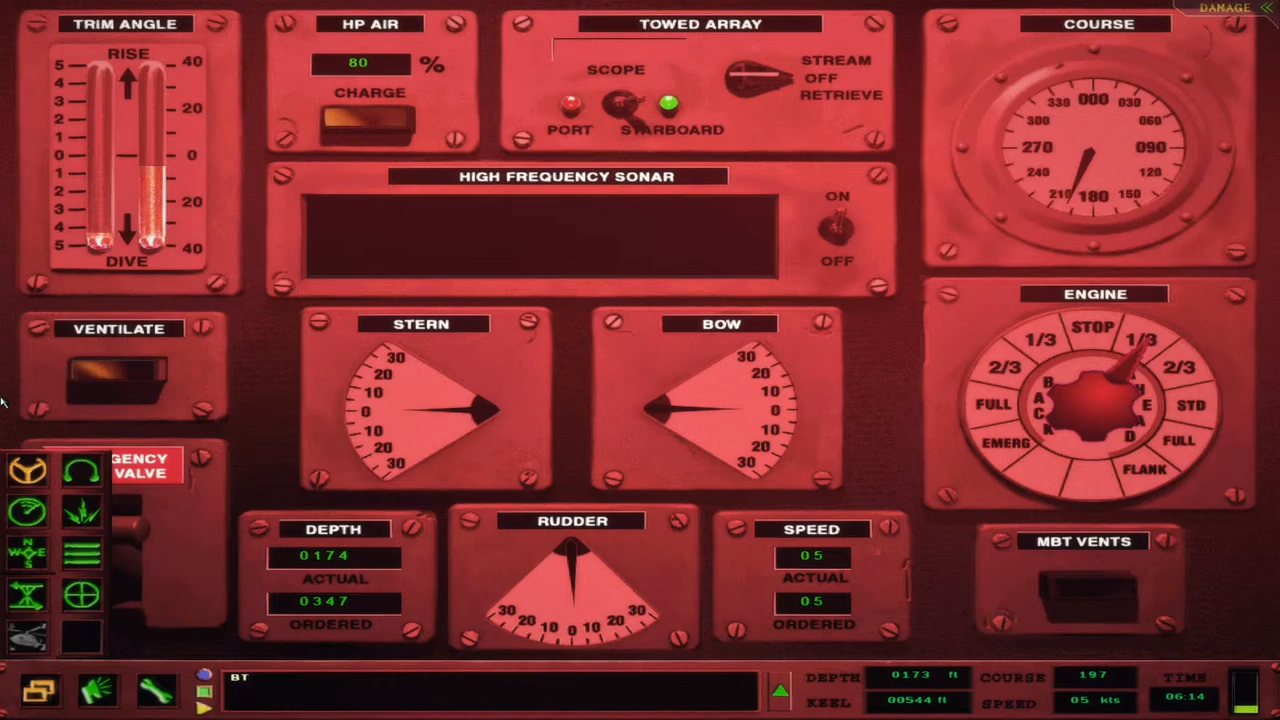 TRIM ANGLE
RISE
5 4 3 2 1 0 1 2 3 4 5
40 20 0 20 40
DIVE
HP AIR
80 %
CHARGE
TOWED ARRAY
SCOPE
PORT STARBOARD
STREAM
OFF
RETRIEVE
COURSE
000 030 060 090 120 150 180 210 240 270 300 330
DAMAGE
HIGH FREQUENCY SONAR
ON
OFF
VENTILATE
STERN
30 20 10 0 10 20 30
BOW
30 20 10 0 10 20 30
ENGINE
STOP
1/3 2/3 STD FULL FLANK
1/3 2/3 FULL EMERG
BACK
AHEAD
GENCY
VALVE
N
W E
S
DEPTH
0174
ACTUAL
0347
ORDERED
RUDDER
30 20 10 0 10 20 30
SPEED
05
ACTUAL
05
ORDERED
MBT VENTS
BT
DEPTH 0173 ft COURSE 197 TIME
KEEL 00544 ft SPEED 05 kts 06:14